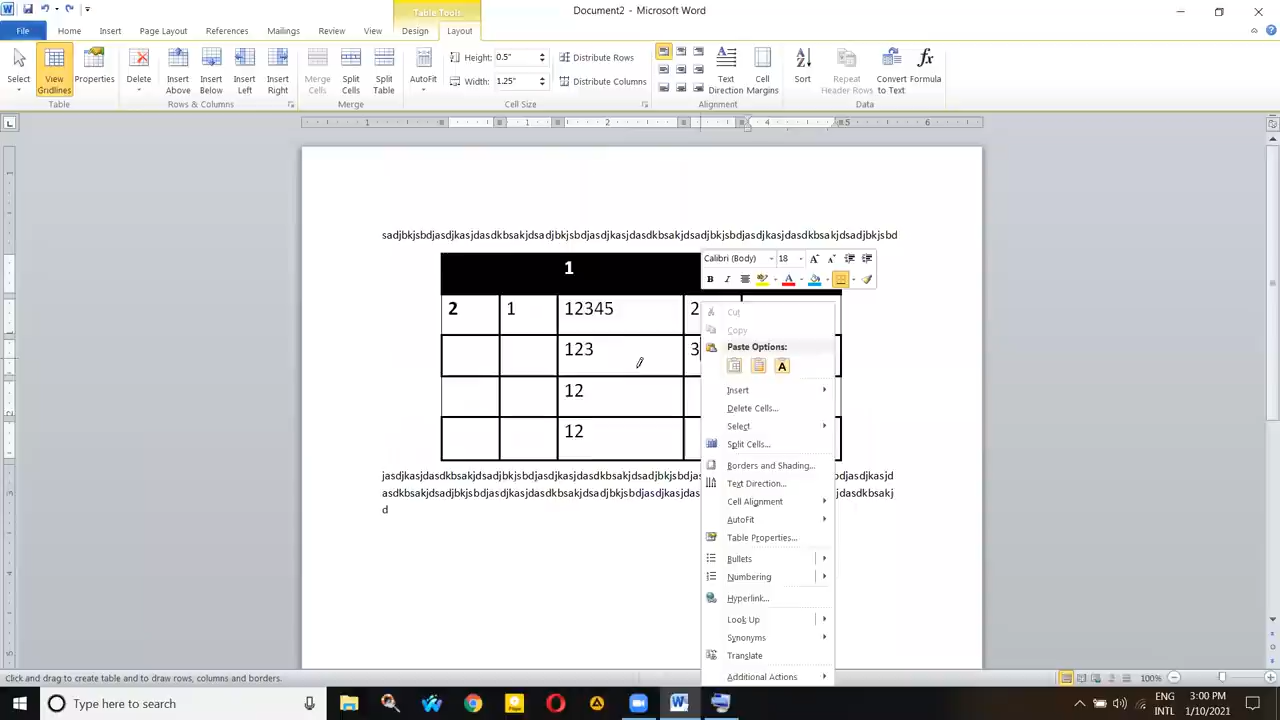 Document2 - Microsoft Word
Table Tools
File Home Insert Page Layout References Mailings Review View Design Layout
Select View Gridlines Properties Delete Insert Above Insert Below Insert Left Insert Right Merge Cells Split Cells Split Table AutoFit Height: 0.5" Width: 1.25" Distribute Rows Distribute Columns Text Direction Cell Margins Sort Repeat Header Rows Convert to Text Formula
Table Rows & Columns Merge Cell Size Alignment Data
1 1 2 4 5 6
sadjbkjsbdjasdjkasjdasdkbsakjdsadjbkjsbdjasdjkasjdasdkbsakjdsadjbkjsbdjasdjkasjdasdkbsakjdsadjbkjsbd
1
2 1 12345 2
123 3
12
12
jasdjkasjdasdkbsakjdsadjbkjsbdjasdjkasjdasdkbsakjdsadjbkjsbdjas
asdkbsakjdsadjbkjsbdjasdjkasjdasdkbsakjdsadjbkjsbdjasdjkasjdas
d
Calibri (Body) 18
B I A
Cut
Copy
Paste Options:
A
Insert
Delete Cells...
Select
Split Cells...
Borders and Shading...
Text Direction...
Cell Alignment
AutoFit
Table Properties...
Bullets
Numbering
Hyperlink...
Look Up
Synonyms
Translate
Additional Actions
Click and drag to create table and to draw rows, columns and borders.
100%
Type here to search
ENG
INTL
3:00 PM
1/10/2021